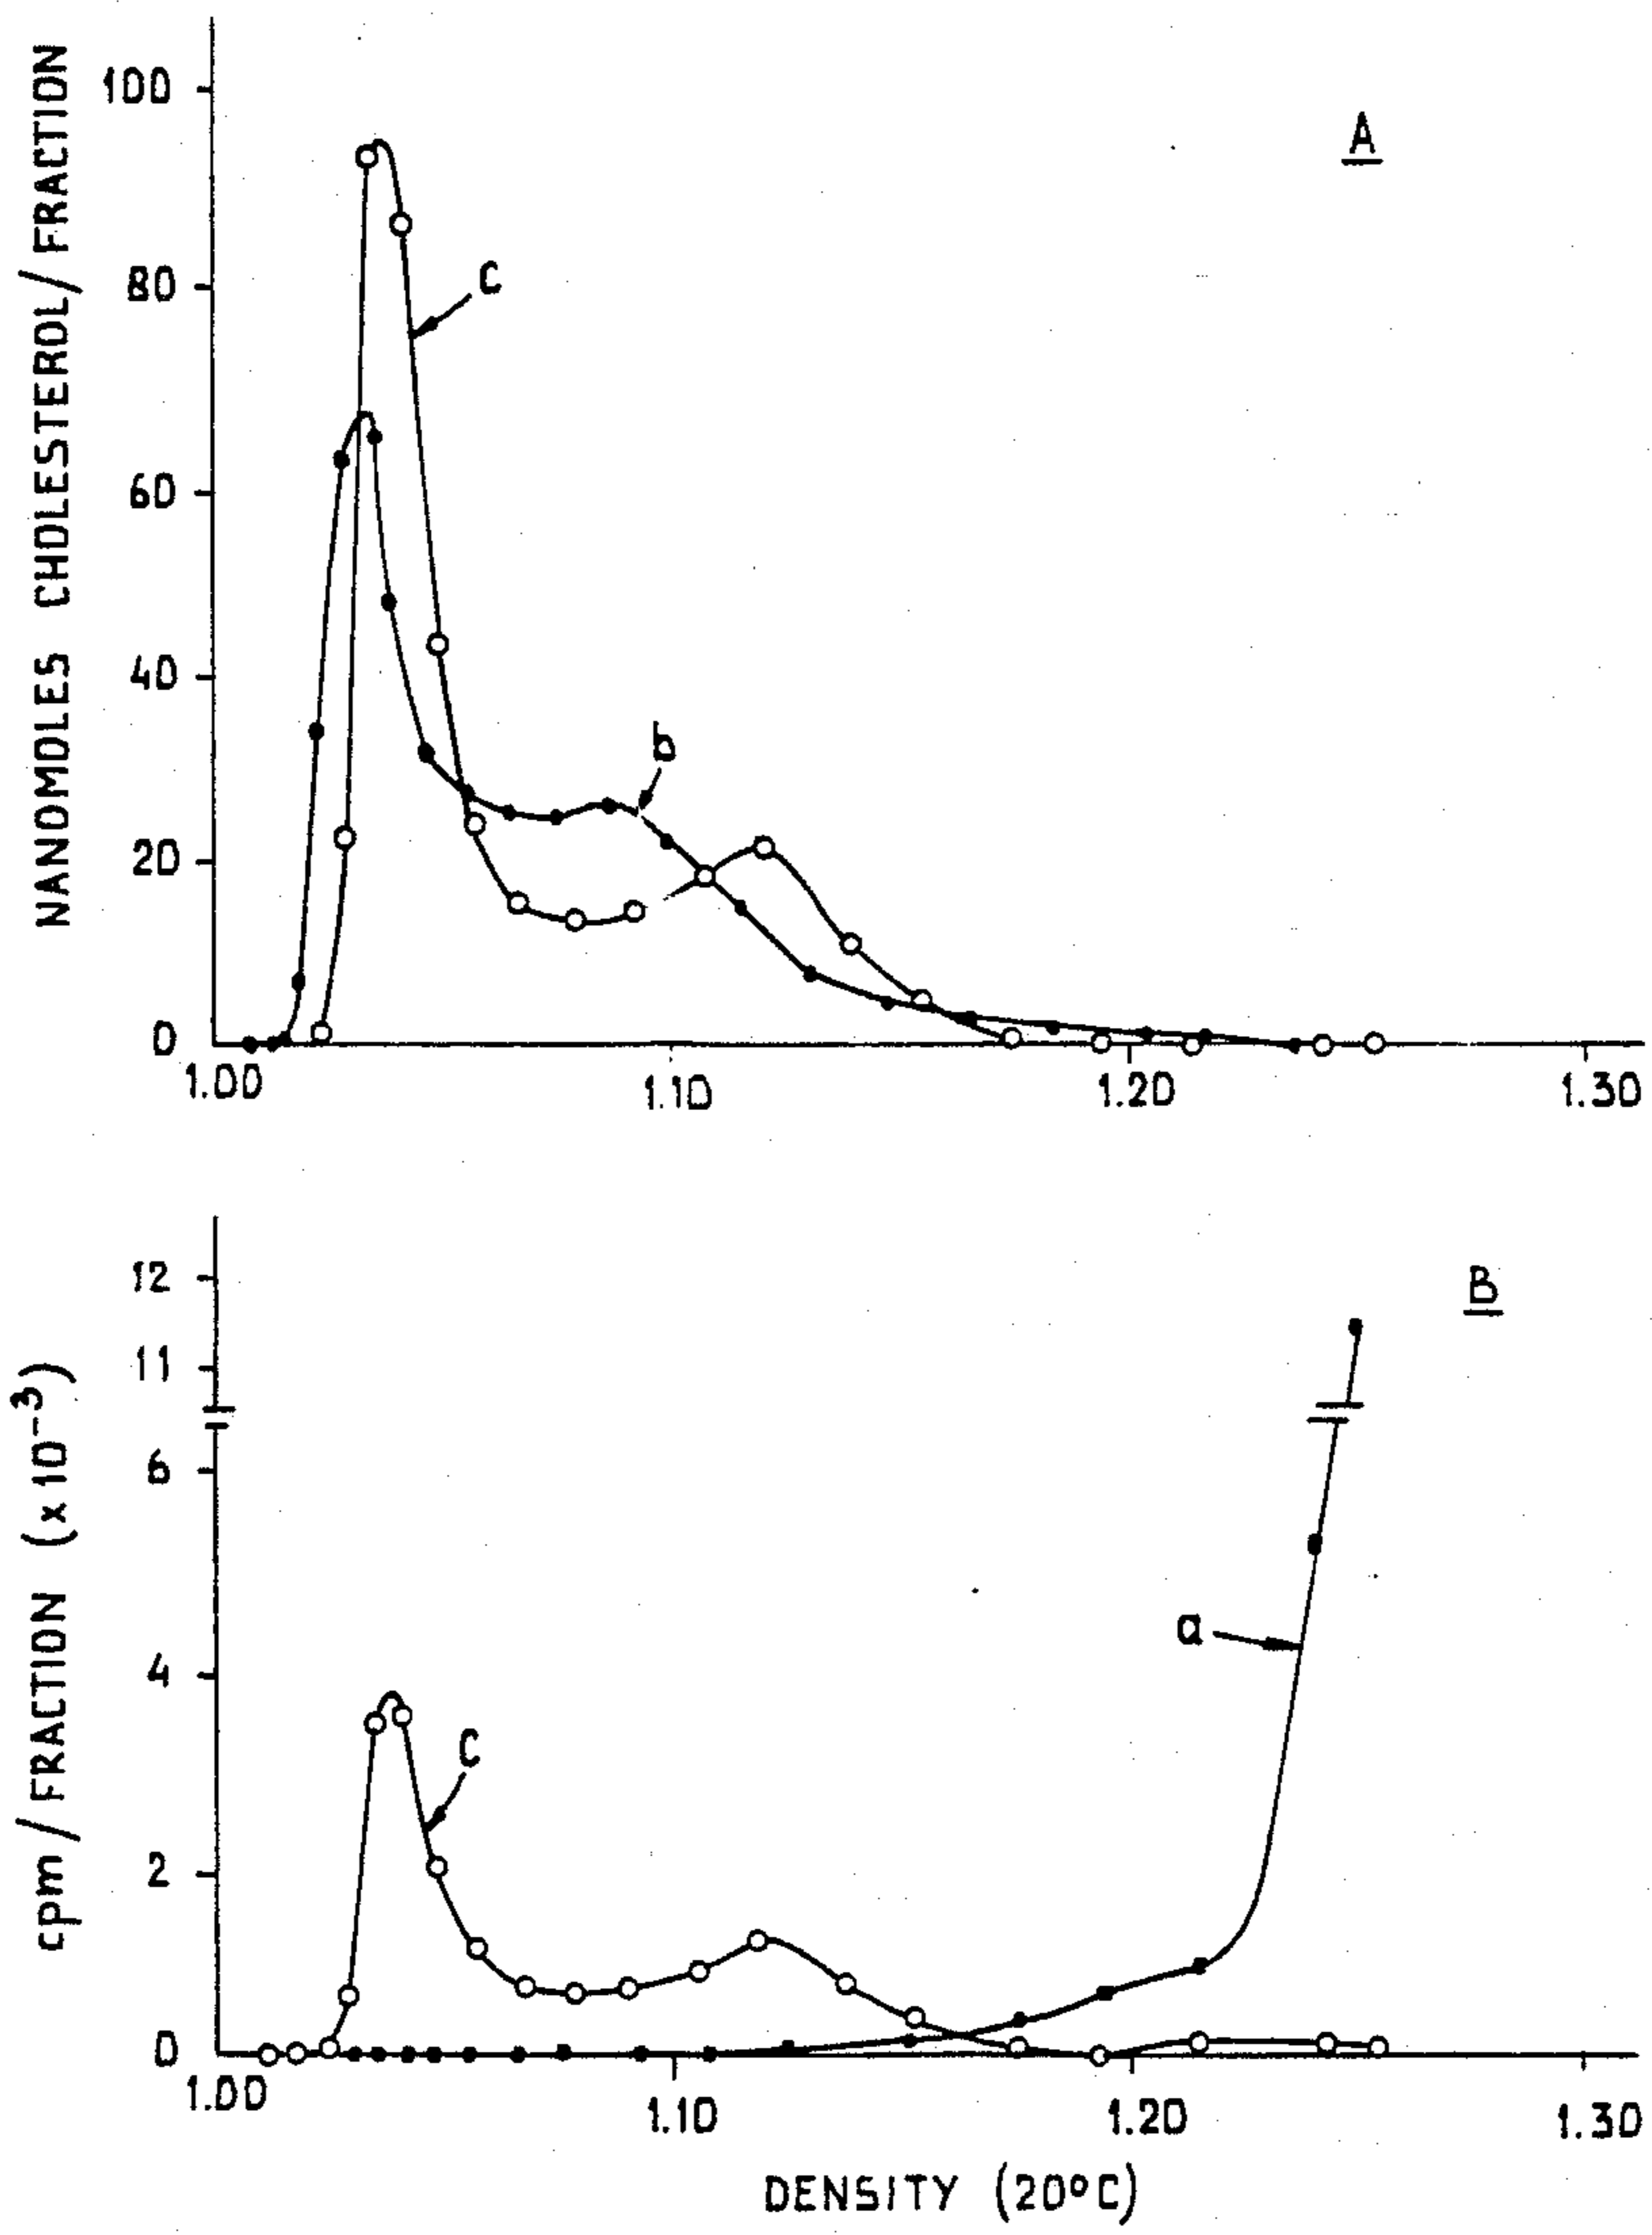 A
NANOMOLES CHOLESTEROL/FRACTION
100
80
60
40
20
0
c
b
1.00 1.10 1.20 1.30
B
cpm/FRACTION (x10⁻³)
12
11
6
4
2
0
a
c
1.00 1.10 1.20 1.30
DENSITY (20°C)